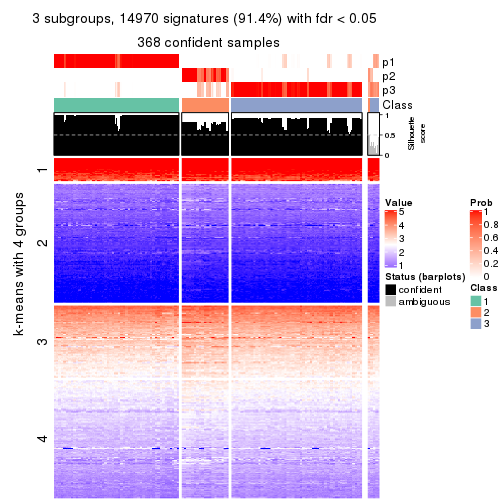 3 subgroups, 14970 signatures (91.4%) with fdr < 0.05
368 confident samples
p1
p2
p3
Class
1
0.5
0
Silhouette
score
k-means with 4 groups
1
2
3
4
Value
5
4
3
2
1
Status (barplots)
confident
ambiguous
Prob
1
0.8
0.6
0.4
0.2
0
Class
1
2
3